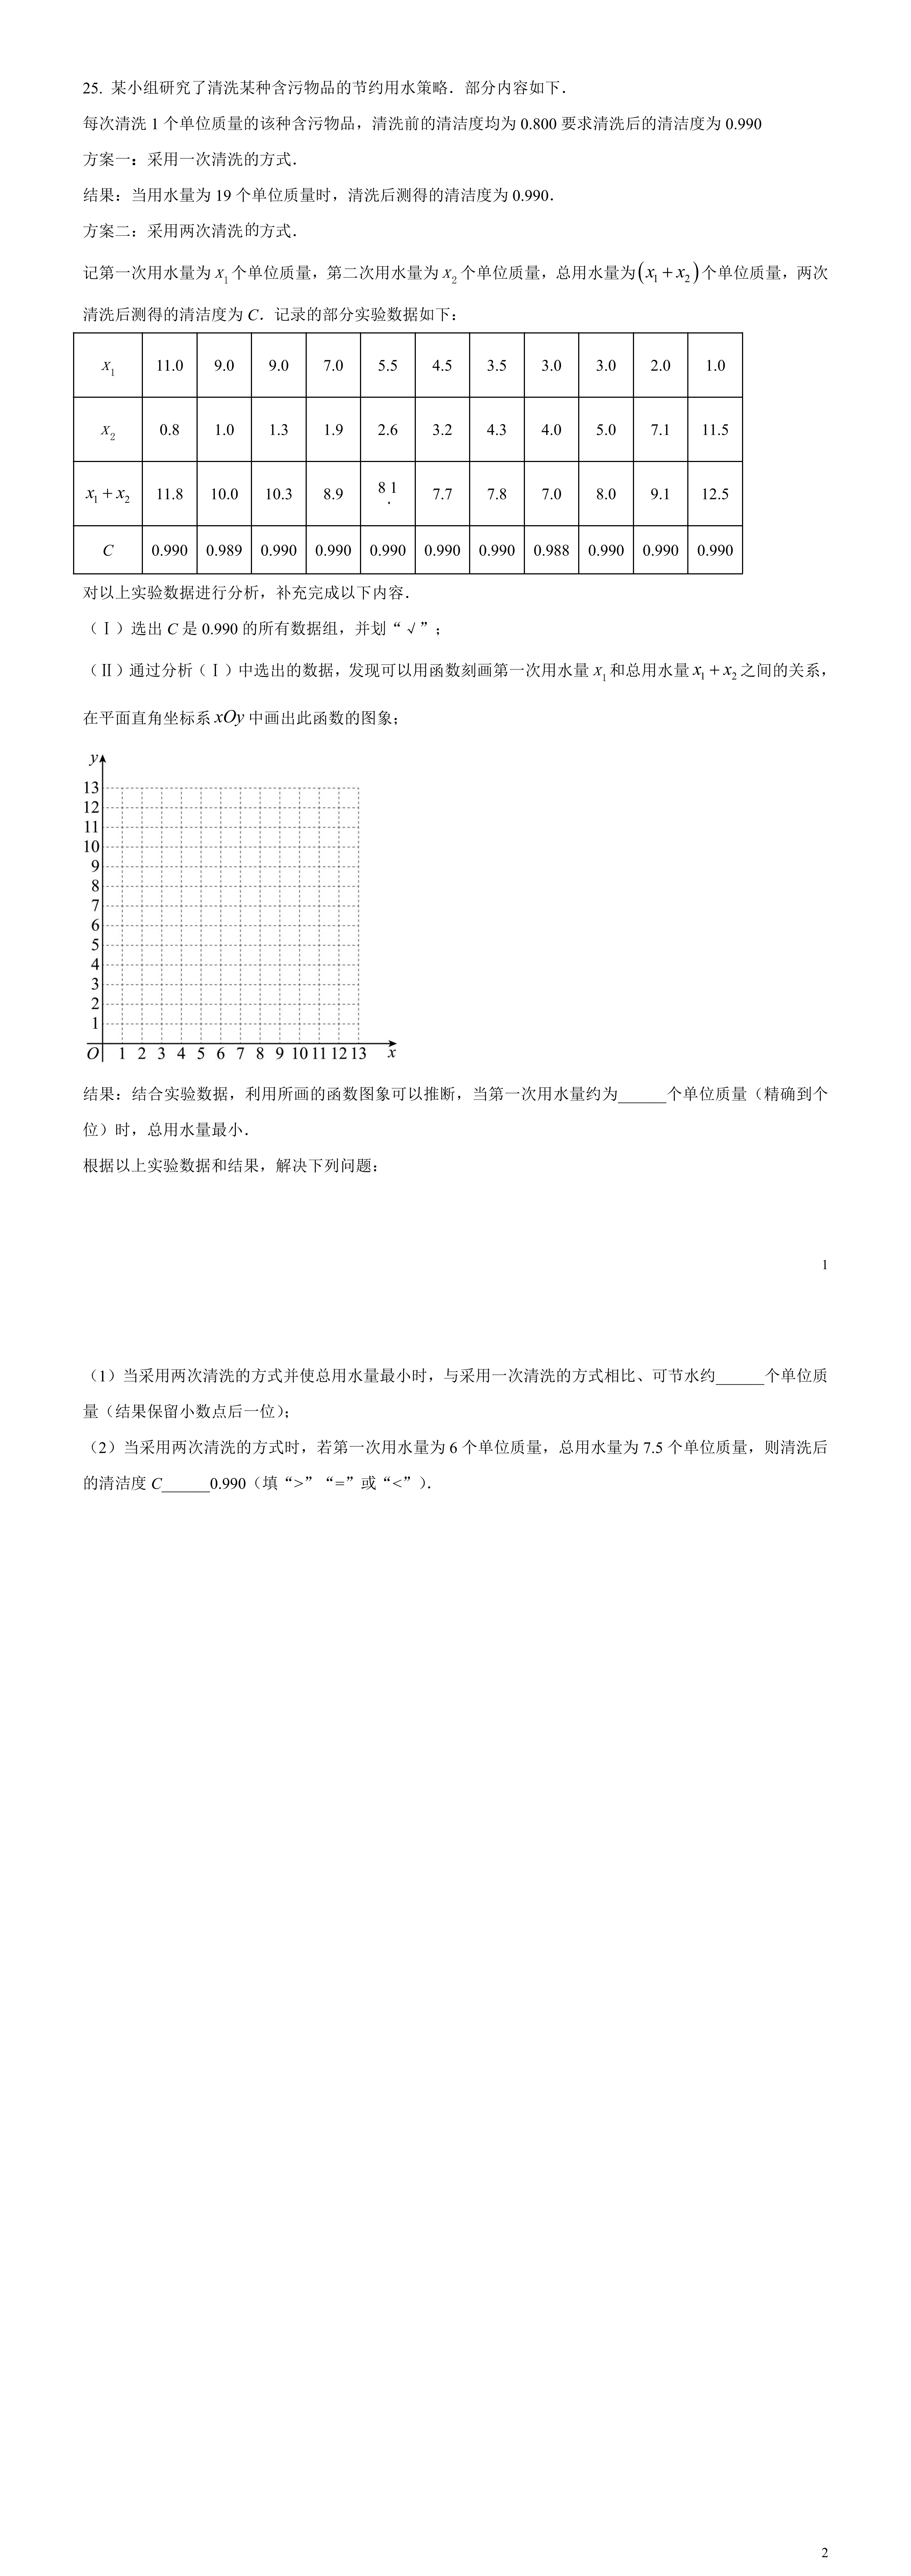 25. 某小组研究了清洗某种含污物品的节约用水策略．部分内容如下．
每次清洗 1 个单位质量的该种含污物品，清洗前的清洁度均为 0.800 要求清洗后的清洁度为 0.990
方案一：采用一次清洗的方式．
结果：当用水量为 19 个单位质量时，清洗后测得的清洁度为 0.990．
方案二：采用两次清洗的方式．
记第一次用水量为 x₁ 个单位质量，第二次用水量为 x₂ 个单位质量，总用水量为 (x₁ + x₂) 个单位质量，两次
清洗后测得的清洁度为 C．记录的部分实验数据如下：
x₁ 11.0 9.0 9.0 7.0 5.5 4.5 3.5 3.0 3.0 2.0 1.0
x₂ 0.8 1.0 1.3 1.9 2.6 3.2 4.3 4.0 5.0 7.1 11.5
x₁ + x₂ 11.8 10.0 10.3 8.9 8.1 7.7 7.8 7.0 8.0 9.1 12.5
C 0.990 0.989 0.990 0.990 0.990 0.990 0.990 0.988 0.990 0.990 0.990
对以上实验数据进行分析，补充完成以下内容．
（Ⅰ）选出 C 是 0.990 的所有数据组，并划“√”；
（Ⅱ）通过分析（Ⅰ）中选出的数据，发现可以用函数刻画第一次用水量 x₁ 和总用水量 x₁ + x₂ 之间的关系，
在平面直角坐标系 xOy 中画出此函数的图象；
y
13
12
11
10
9
8
7
6
5
4
3
2
1
O 1 2 3 4 5 6 7 8 9 10 11 12 13 x
结果：结合实验数据，利用所画的函数图象可以推断，当第一次用水量约为______个单位质量（精确到个
位）时，总用水量最小．
根据以上实验数据和结果，解决下列问题：
1
（1）当采用两次清洗的方式并使总用水量最小时，与采用一次清洗的方式相比、可节水约______个单位质
量（结果保留小数点后一位）；
（2）当采用两次清洗的方式时，若第一次用水量为 6 个单位质量，总用水量为 7.5 个单位质量，则清洗后
的清洁度 C______0.990（填“>”“=”或“<”）．
2